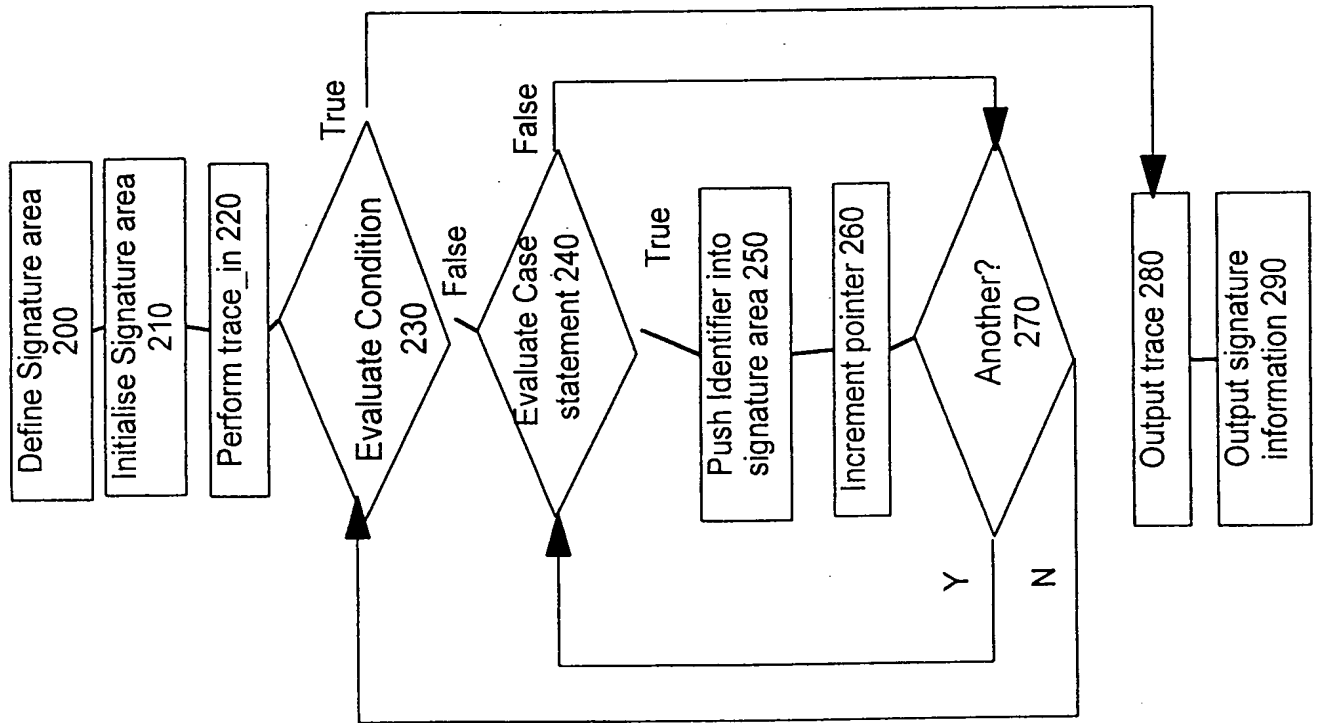 Define Signature area
200
Initialise Signature area
210
Perform trace_in 220
Evaluate Condition
230
True
False
Evaluate Case
statement 240
False
True
Push Identifier into
signature area 250
Increment pointer 260
Another?
270
Y
N
Output trace 280
Output signature
information 290